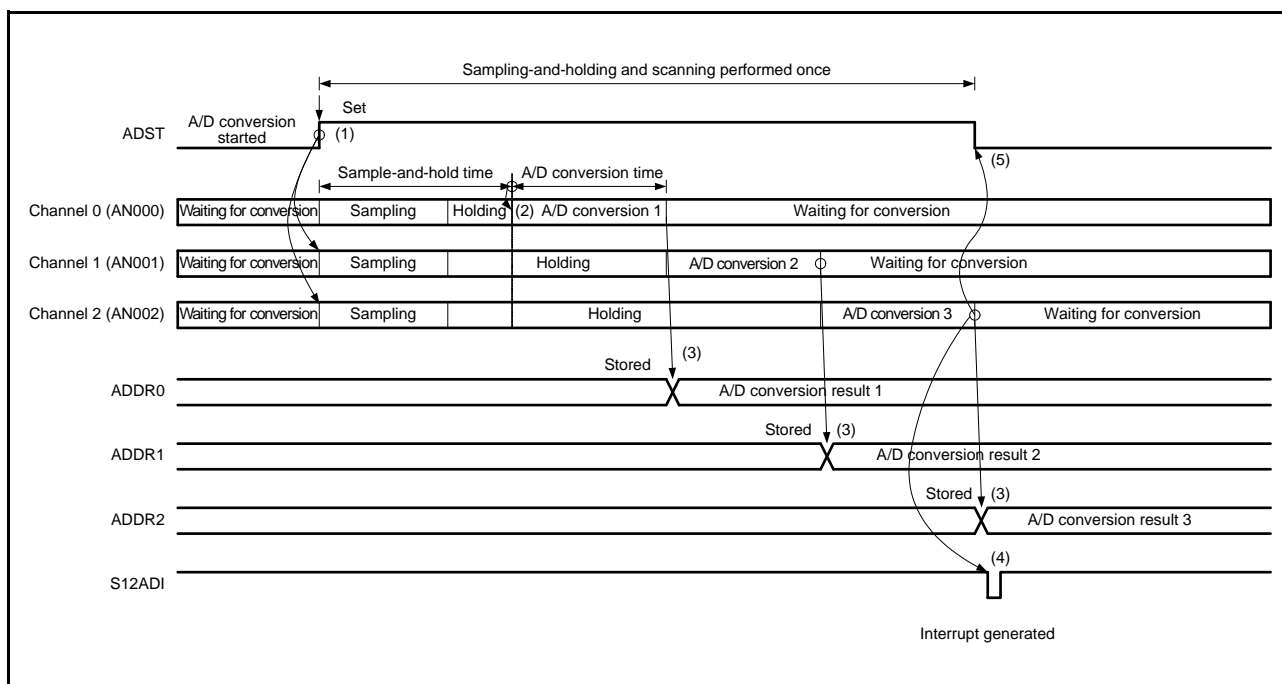 Sampling-and-holding and scanning performed once
Set
ADST
A/D conversion
started
(1)
(5)
Sample-and-hold time
A/D conversion time
Channel 0 (AN000)
Waiting for conversion
Sampling
Holding
(2)
A/D conversion 1
Waiting for conversion
Channel 1 (AN001)
Waiting for conversion
Sampling
Holding
A/D conversion 2
Waiting for conversion
Channel 2 (AN002)
Waiting for conversion
Sampling
Holding
A/D conversion 3
Waiting for conversion
Stored
(3)
ADDR0
A/D conversion result 1
Stored
(3)
ADDR1
A/D conversion result 2
Stored
(3)
ADDR2
A/D conversion result 3
S12ADI
(4)
Interrupt generated